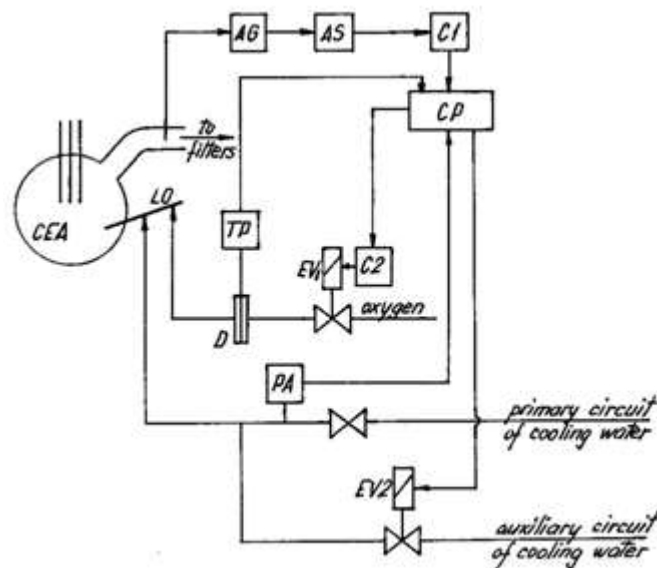 AG
AS
C1
CP
to
filters
LO
CEA
TP
EV1
C2
oxygen
D
PA
primary circuit
of cooling water
EV2
auxiliary circuit
of cooling water